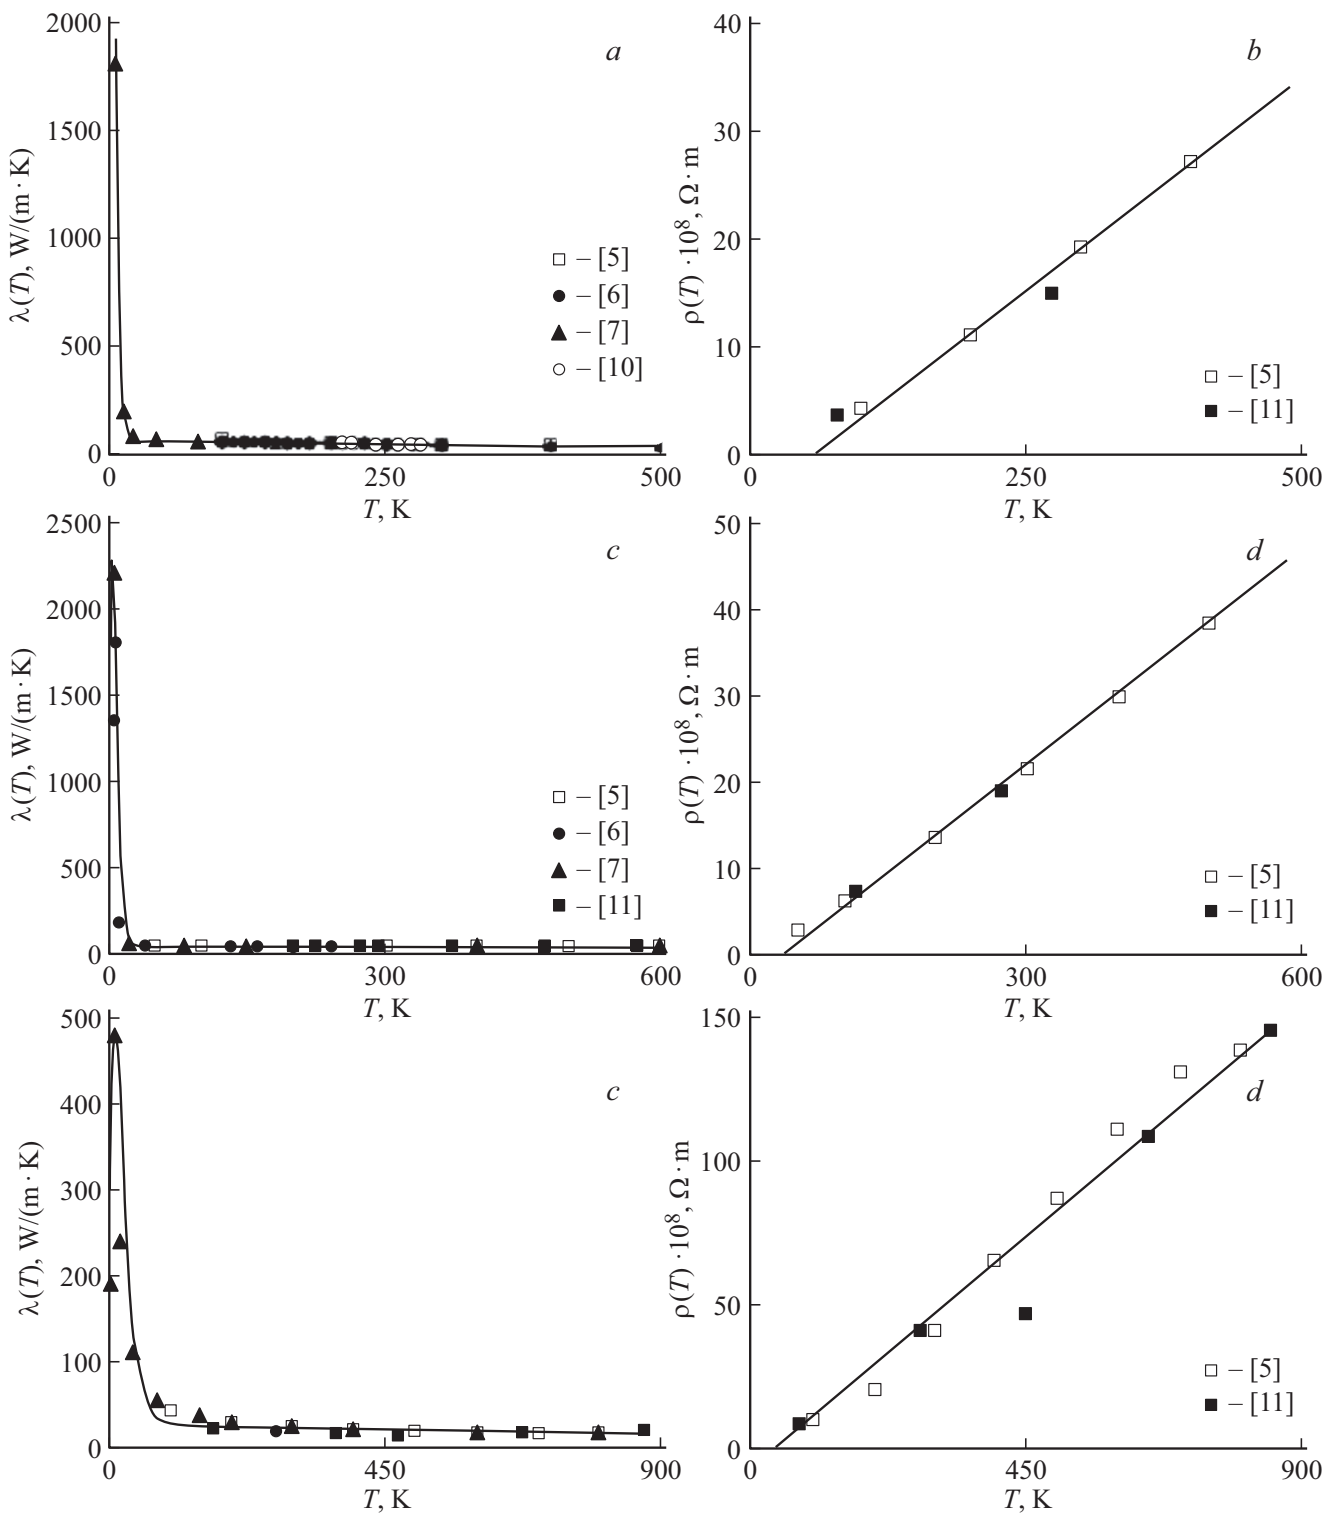 2000
1500
1000
500
0
λ(T), W/(m · K)
a
□ – [5]
● – [6]
▲ – [7]
○ – [10]
0
250
500
T, K
40
30
20
10
0
ρ(T) ·10⁸, Ω · m
b
□ – [5]
■ – [11]
0
250
500
T, K
2500
2000
1500
1000
500
0
λ(T), W/(m · K)
c
□ – [5]
● – [6]
▲ – [7]
■ – [11]
0
300
600
T, K
50
40
30
20
10
0
ρ(T) ·10⁸, Ω · m
d
□ – [5]
■ – [11]
0
300
600
T, K
500
400
300
200
100
0
λ(T), W/(m · K)
c
0
450
900
T, K
150
100
50
0
ρ(T) ·10⁸, Ω · m
d
□ – [5]
■ – [11]
0
450
900
T, K